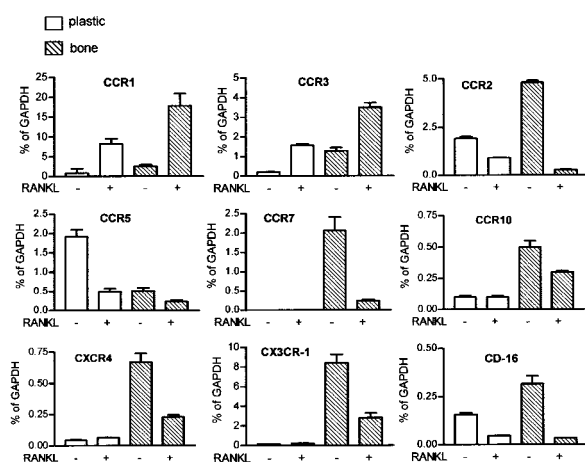 plastic
bone
CCR1
% of GAPDH
25
20
15
10
5
0
RANKL - + - +
CCR3
% of GAPDH
5
4
3
2
1
0
RANKL - + - +
CCR2
% of GAPDH
5.0
2.5
0.0
RANKL - + - +
CCR5
% of GAPDH
2.5
2.0
1.5
1.0
0.5
0.0
RANKL - + - +
CCR7
% of GAPDH
2.5
2.0
1.5
1.0
0.5
0.0
RANKL - + - +
CCR10
% of GAPDH
0.75
0.50
0.25
0.00
RANKL - + - +
CXCR4
% of GAPDH
0.75
0.50
0.25
0.00
RANKL - + - +
CX3CR-1
% of GAPDH
10
8
6
4
2
0
RANKL - + - +
CD-16
% of GAPDH
0.50
0.25
0.00
RANKL - + - +